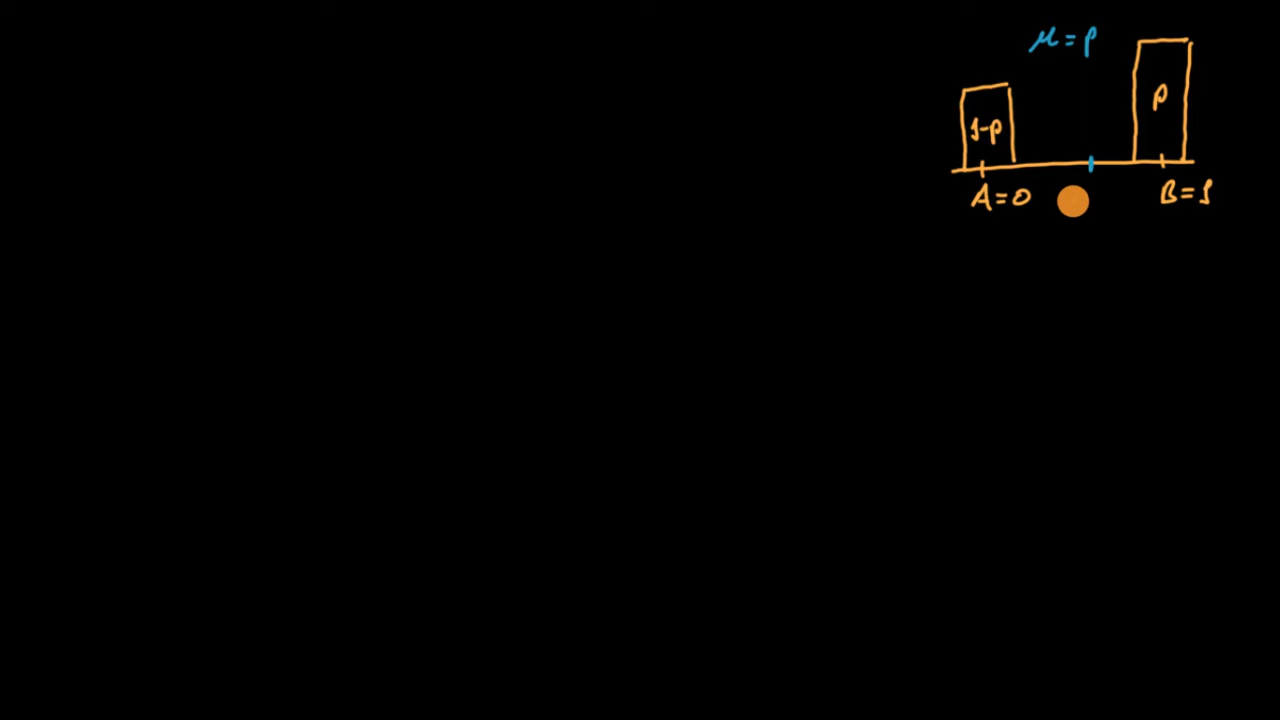 μ = p
1-p
p
A = 0
B = 1